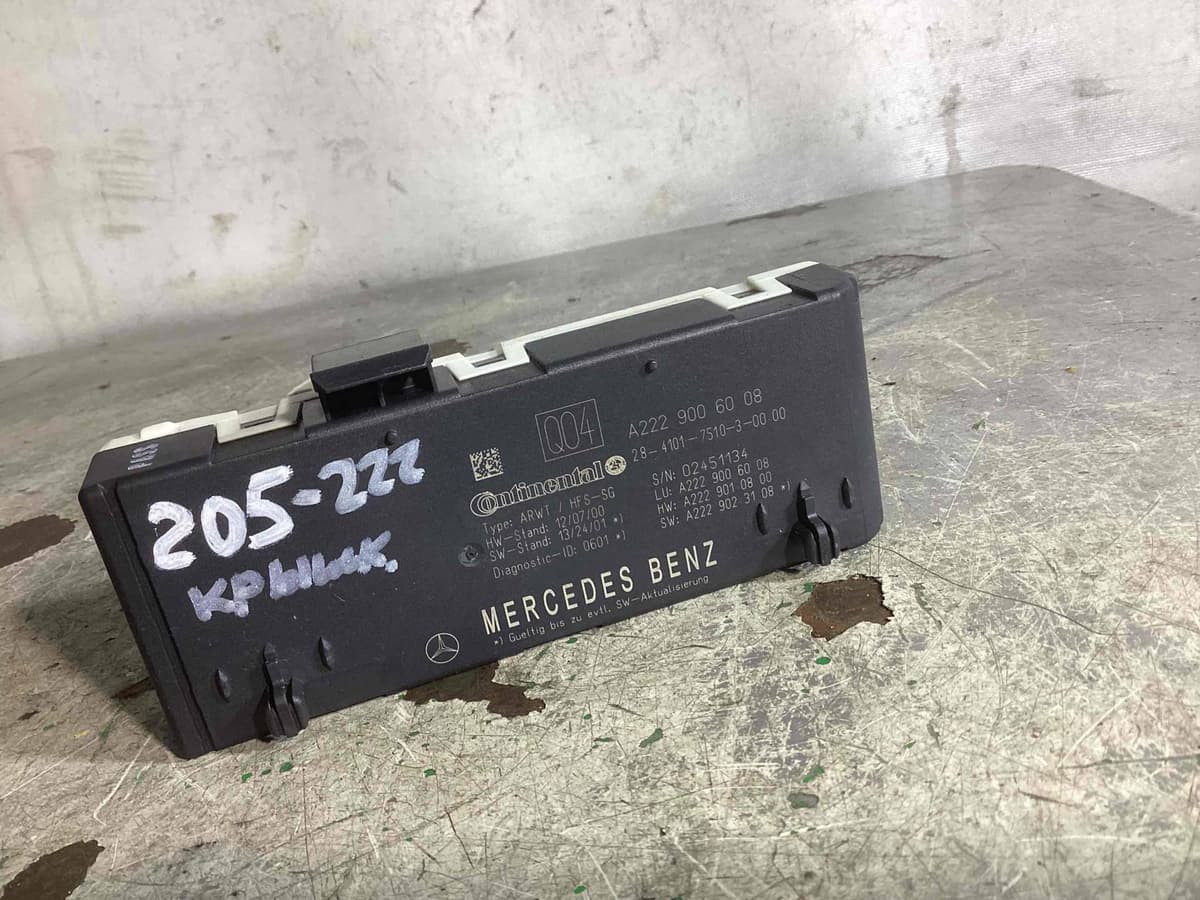 Q04
A222 900 60 08
28-4101-7510-3-00.00
Continental
Type: ARWT / HFS-SG
HW-Stand: 12/07/00
SW-Stand: 13/24/01 *)
Diagnostic-ID: 0601 *)
S/N: 02451134
LU: A222 900 60 08
HW: A222 901 08 00
SW: A222 902 31 08 *)
MERCEDES BENZ
*) Gueltig bis zu evtl. SW-Aktualisierung
205-222
крышк.